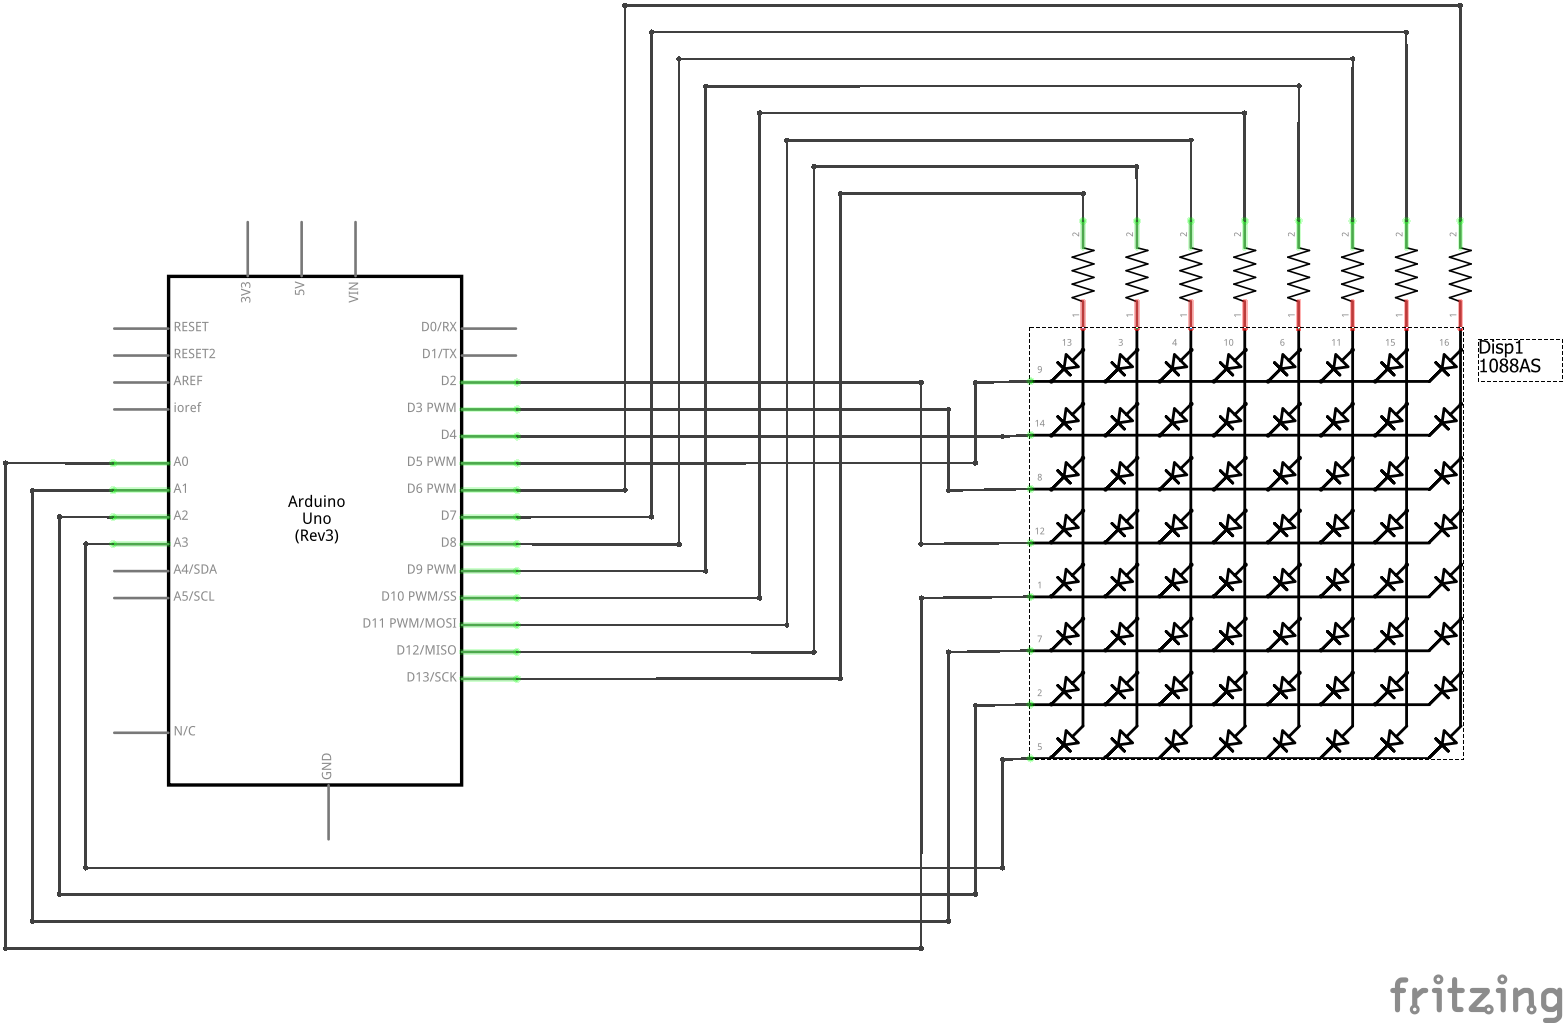 2 2 2 2 2 2 2 2
3V3 5V VIN
1 1 1 1 1 1 1 1
RESET D0/RX
13 3 4 10 6 11 15 16
Disp1
1088AS
RESET2 D1/TX
9
AREF D2
ioref D3 PWM
14
D4
A0 D5 PWM
8
A1 D6 PWM
Arduino
Uno
(Rev3)
A2 D7
12
A3 D8
A4/SDA D9 PWM
1
A5/SCL D10 PWM/SS
D11 PWM/MOSI
7
D12/MISO
D13/SCK
2
N/C
5
GND
fritzing